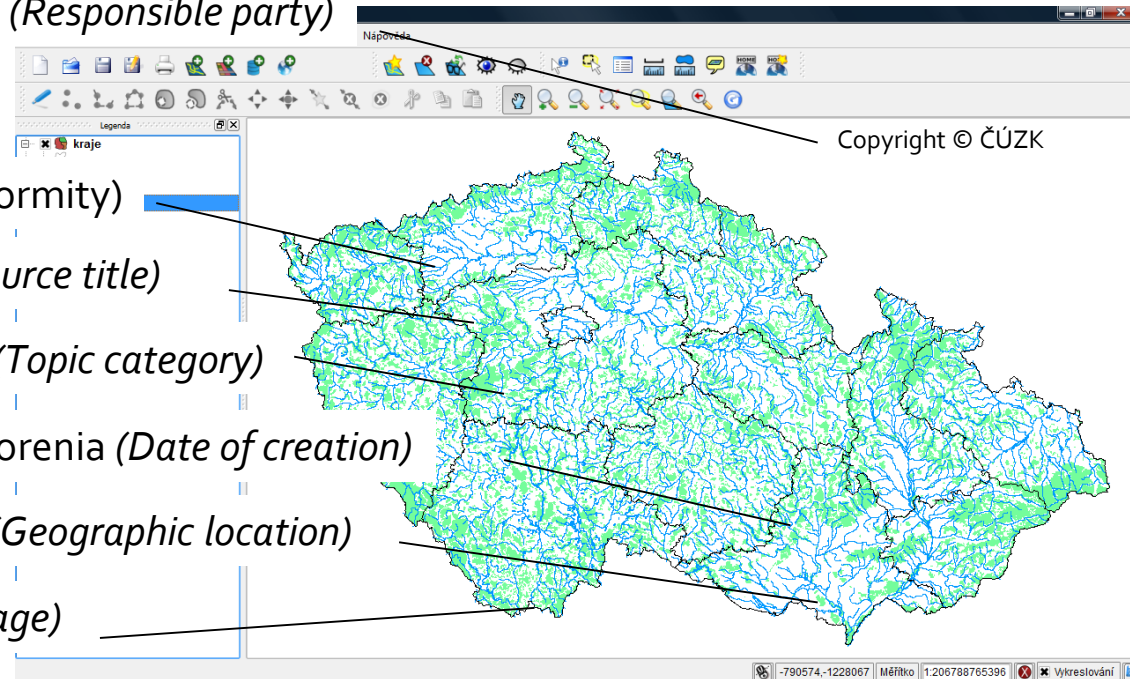 (Responsible party)
Nápověda
HOME
Legenda
kraje
Copyright © ČÚZK
ormity)
urce title)
(Topic category)
orenia (Date of creation)
(Geographic location)
age)
-790574,-1228067 Měřítko 1:206788765396 Vykreslování